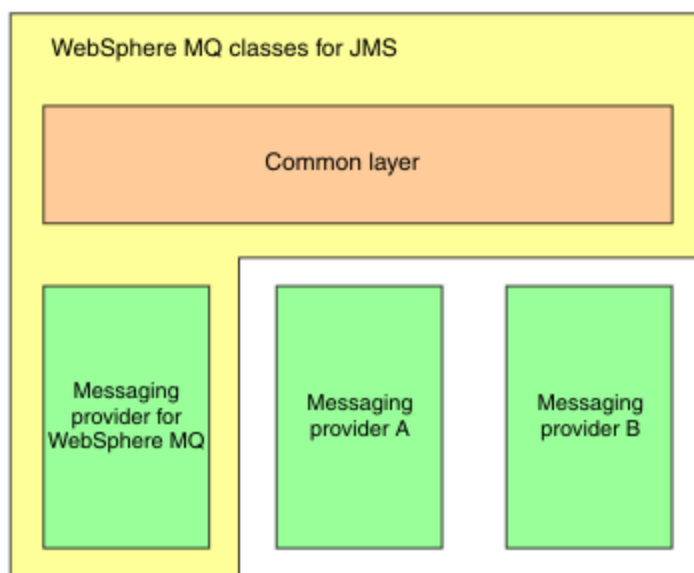 WebSphere MQ classes for JMS
Common layer
Messaging
provider for
WebSphere MQ
Messaging
provider A
Messaging
provider B